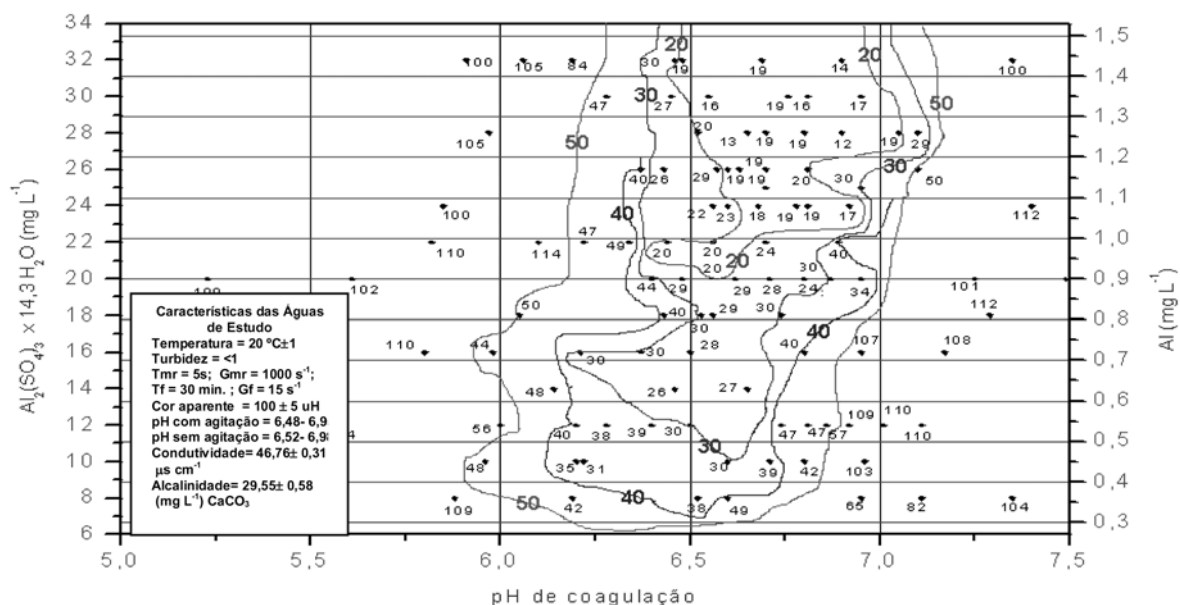 34
32
30
28
26
24
22
20
18
16
14
12
10
8
6
Al₂(SO₄)₃ x 14,3H₂O (mg L⁻¹)
1,5
1,4
1,3
1,2
1,1
1,0
0,9
0,8
0,7
0,6
0,5
0,4
0,3
Al (mg L⁻¹)
20 20
100 105 84 30 19 19 14 100
47 30 27 16 19 16 17 50
105 50 20 13 19 19 12 19 29
19
40 26 29 19 19 20 30 30 50
100 40 22 23 18 19 19 17 112
47
110 114 49 20 20 24 40
20 20 30
102 44 29 29 28 24 34 101
50 40 30 29 30 40 112
110 44 30 30 28 40 107 108
48 26 27
109 110
56 40 38 39 30 47 47 57 110
30
48 35 31 30 39 42 103
109 50 42 40 38 49 65 82 104
Características das Águas
de Estudo
Temperatura = 20 ºC±1
Turbidez = <1
Tmr = 5s; Gmr = 1000 s⁻¹;
Tf = 30 min. ; Gf = 15 s⁻¹
Cor aparente = 100 ± 5 uH
pH com agitação = 6,48- 6,9
pH sem agitação = 6,52- 6,98
Condutividade= 46,76± 0,31
µs cm⁻¹
Alcalinidade= 29,55± 0,58
(mg L⁻¹) CaCO₃
5,0 5,5 6,0 6,5 7,0 7,5
pH de coagulação